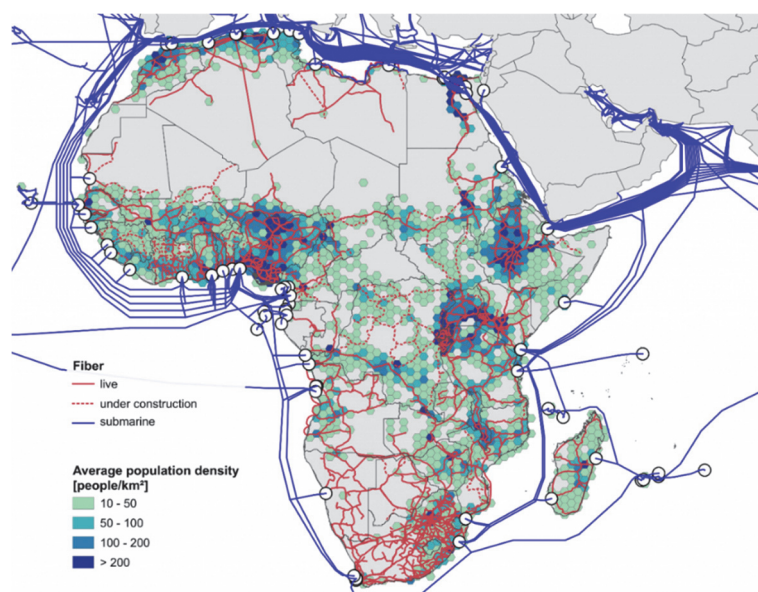 Fiber
live
under construction
submarine
Average population density
[people/km²]
10 - 50
50 - 100
100 - 200
> 200